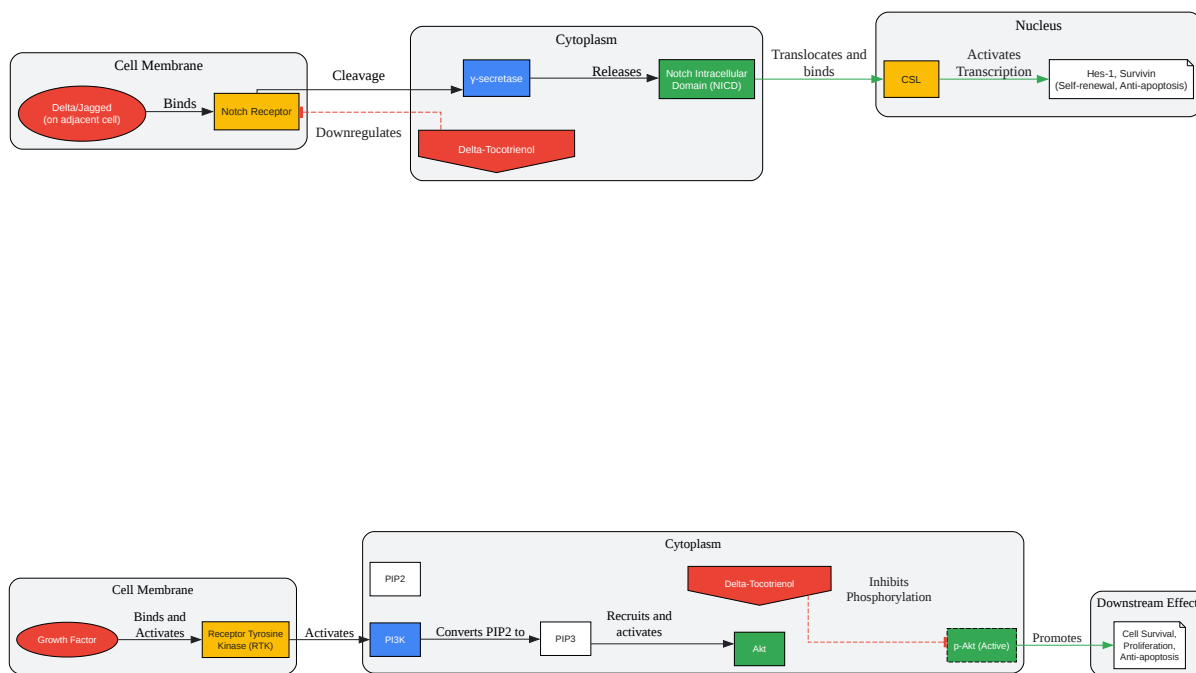 Cell Membrane
Delta/Jagged
(on adjacent cell)
Binds
Notch Receptor
Cleavage
Downregulates
Cytoplasm
γ-secretase
Releases
Notch Intracellular
Domain (NICD)
Delta-Tocotrienol
Translocates and
binds
Nucleus
CSL
Activates
Transcription
Hes-1, Survivin
(Self-renewal, Anti-apoptosis)
Cell Membrane
Growth Factor
Binds and
Activates
Receptor Tyrosine
Kinase (RTK)
Activates
Cytoplasm
PIP2
PI3K
Converts PIP2 to
PIP3
Recruits and
activates
Akt
Delta-Tocotrienol
Inhibits
Phosphorylation
p-Akt (Active)
Promotes
Downstream Effect
Cell Survival,
Proliferation,
Anti-apoptosis